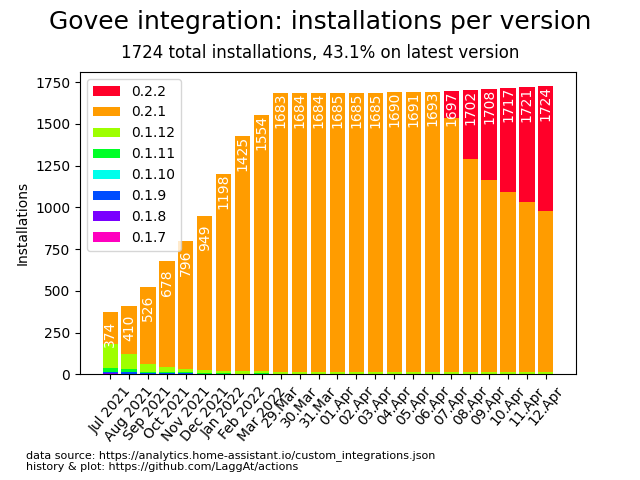 Govee integration: installations per version
1724 total installations, 43.1% on latest version
Installations
1750
1500
1250
1000
750
500
250
0
0.2.2
0.2.1
0.1.12
0.1.11
0.1.10
0.1.9
0.1.8
0.1.7
374
410
526
678
796
949
1198
1425
1554
1683
1684
1684
1685
1685
1685
1690
1691
1693
1697
1702
1708
1717
1721
1724
Jul 2021
Aug 2021
Sep 2021
Oct 2021
Nov 2021
Dec 2021
Jan 2022
Feb 2022
Mar 2022
29.Mar
30.Mar
31.Mar
01.Apr
02.Apr
03.Apr
04.Apr
05.Apr
06.Apr
07.Apr
08.Apr
09.Apr
10.Apr
11.Apr
12.Apr
data source: https://analytics.home-assistant.io/custom_integrations.json
history & plot: https://github.com/LaggAt/actions